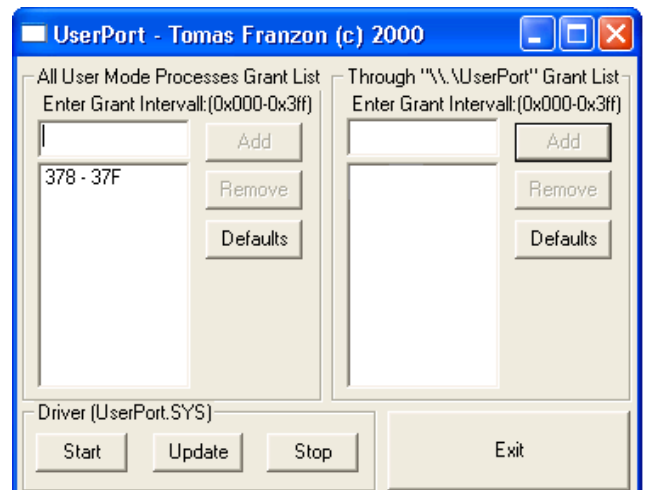 UserPort - Tomas Franzon (c) 2000
All User Mode Processes Grant List
Enter Grant Intervall:(0x000-0x3ff)
Add
378 - 37F
Remove
Defaults
Through "\\.\UserPort" Grant List
Enter Grant Intervall:(0x000-0x3ff)
Add
Remove
Defaults
Driver (UserPort.SYS)
Start
Update
Stop
Exit